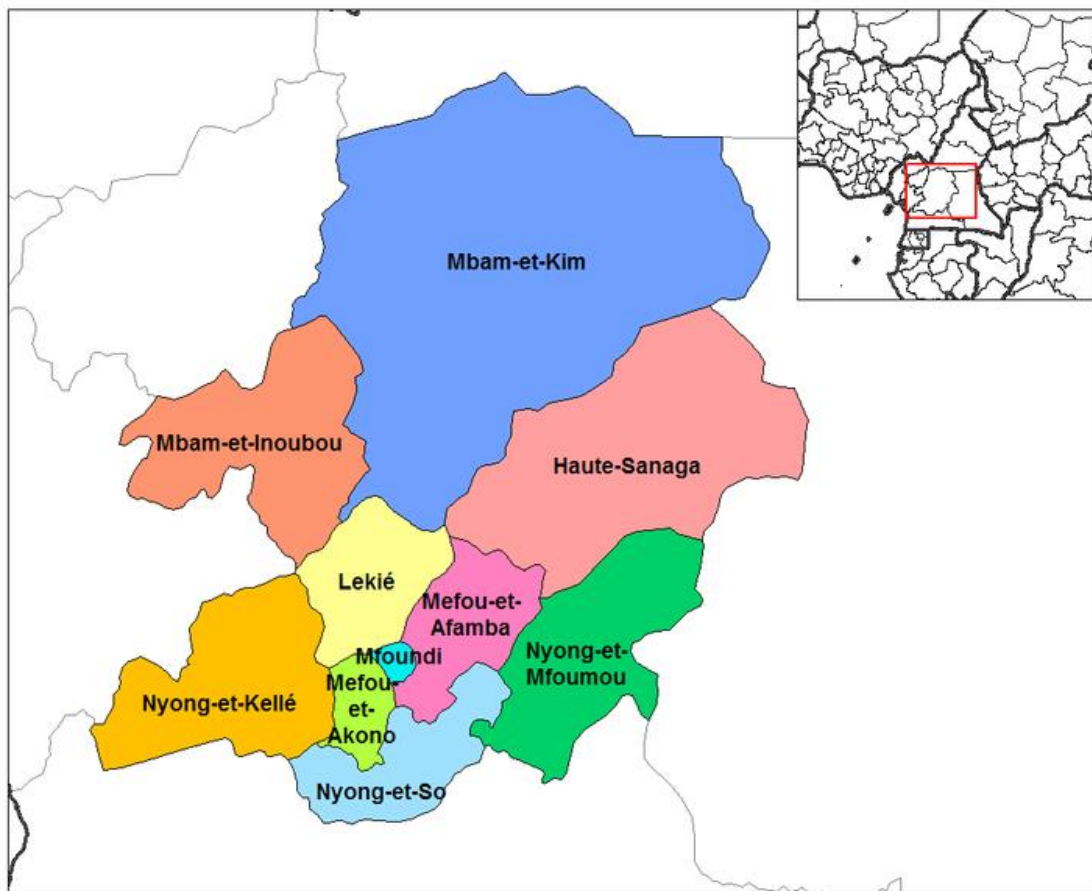 Mbam-et-Kim
Mbam-et-Inoubou
Haute-Sanaga
Lekié
Mefou-et-
Afamba
Mfoundi
Nyong-et-
Mfoumou
Mefou-
et-
Akono
Nyong-et-Kellé
Nyong-et-So